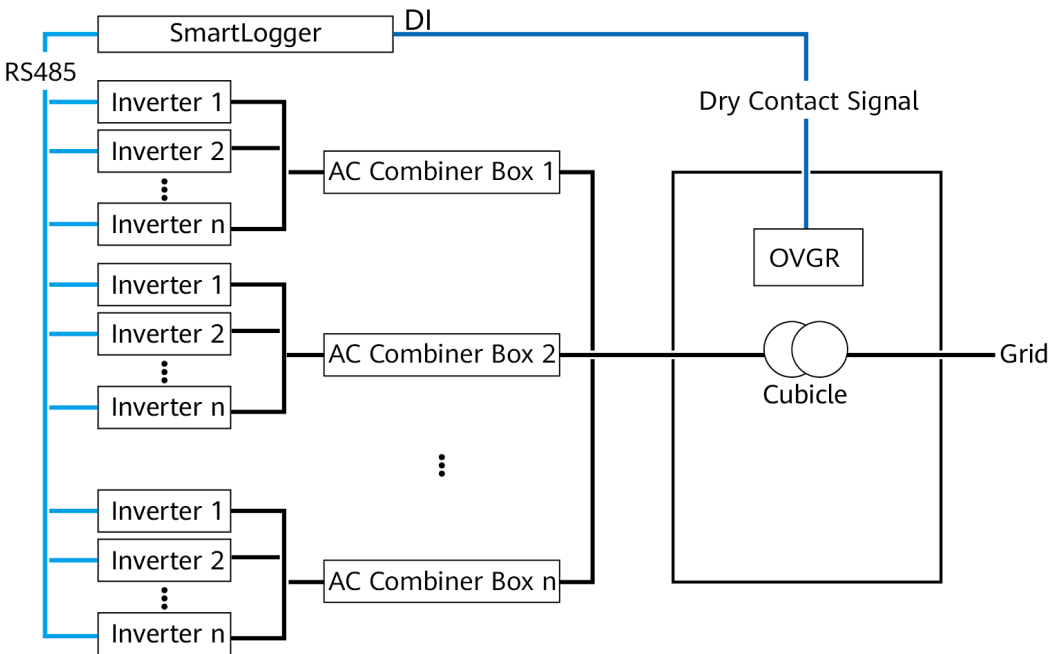 DI
SmartLogger
RS485
Inverter 1
Inverter 2
Inverter n
AC Combiner Box 1
Inverter 1
Inverter 2
Inverter n
AC Combiner Box 2
Inverter 1
Inverter 2
Inverter n
AC Combiner Box n
Dry Contact Signal
OVGR
Cubicle
Grid